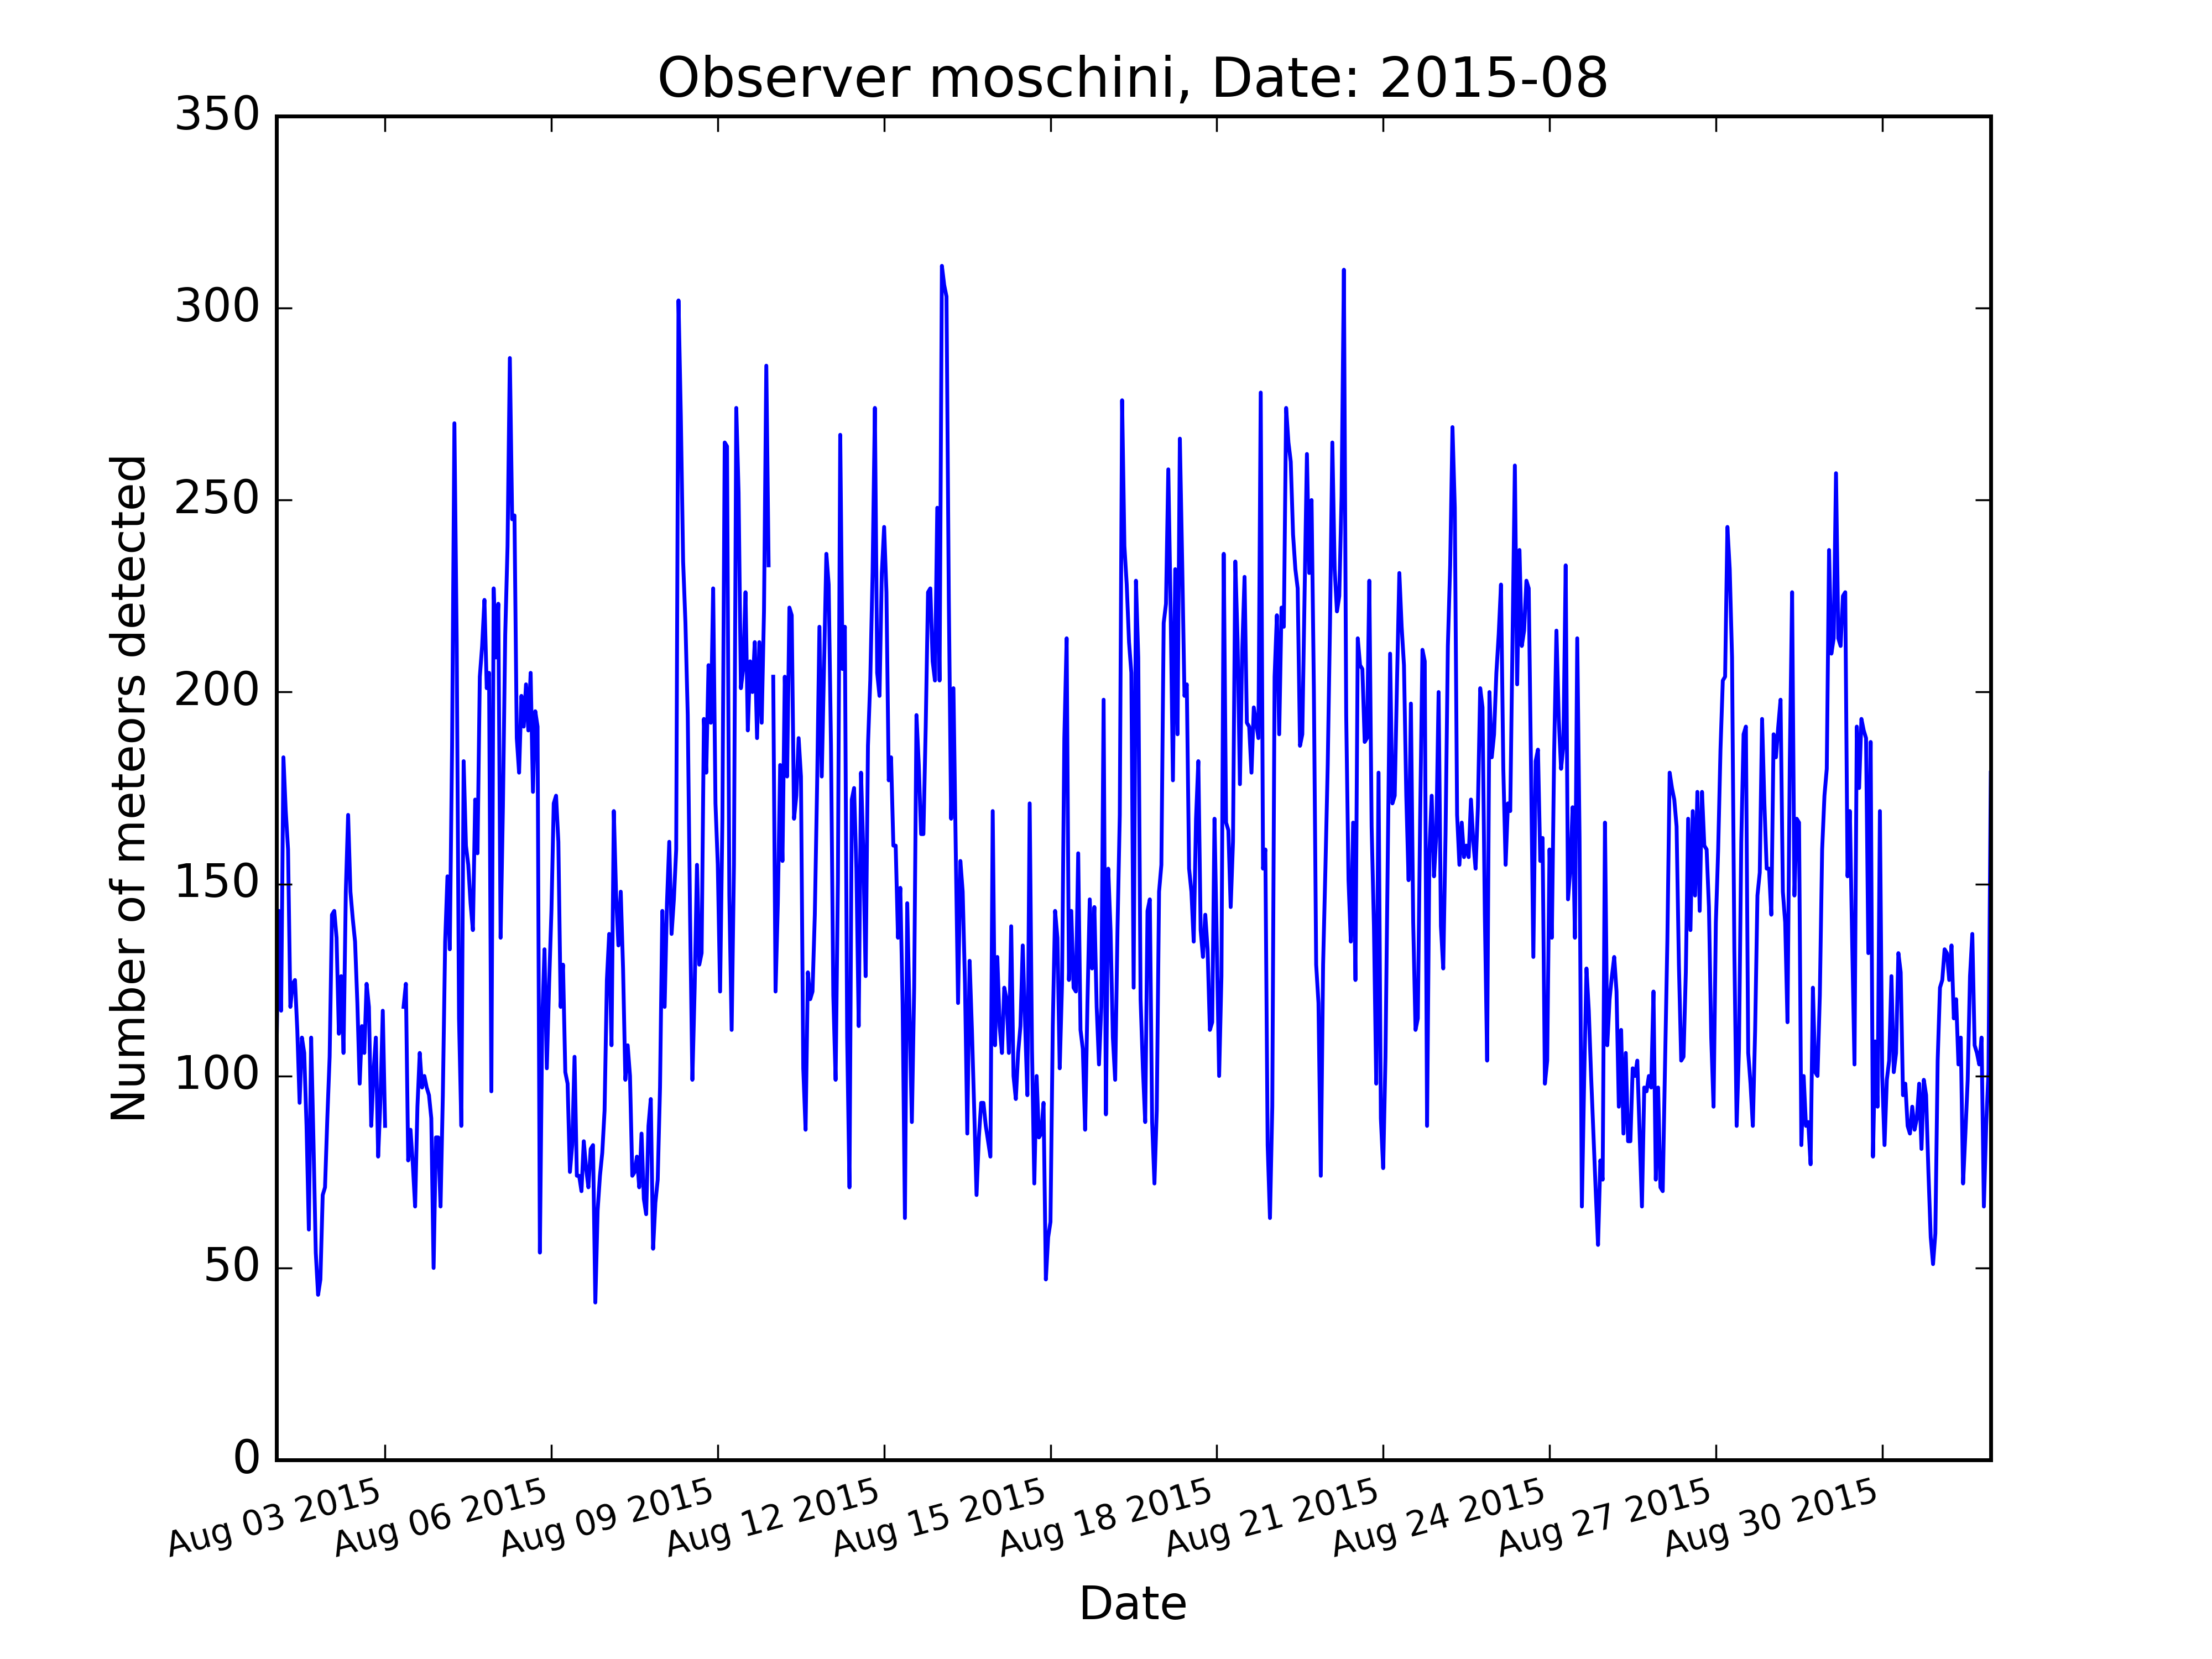 Observer moschini, Date: 2015-08
350
300
250
200
150
100
50
0
Number of meteors detected
Aug 03 2015
Aug 06 2015
Aug 09 2015
Aug 12 2015
Aug 15 2015
Aug 18 2015
Aug 21 2015
Aug 24 2015
Aug 27 2015
Aug 30 2015
Date